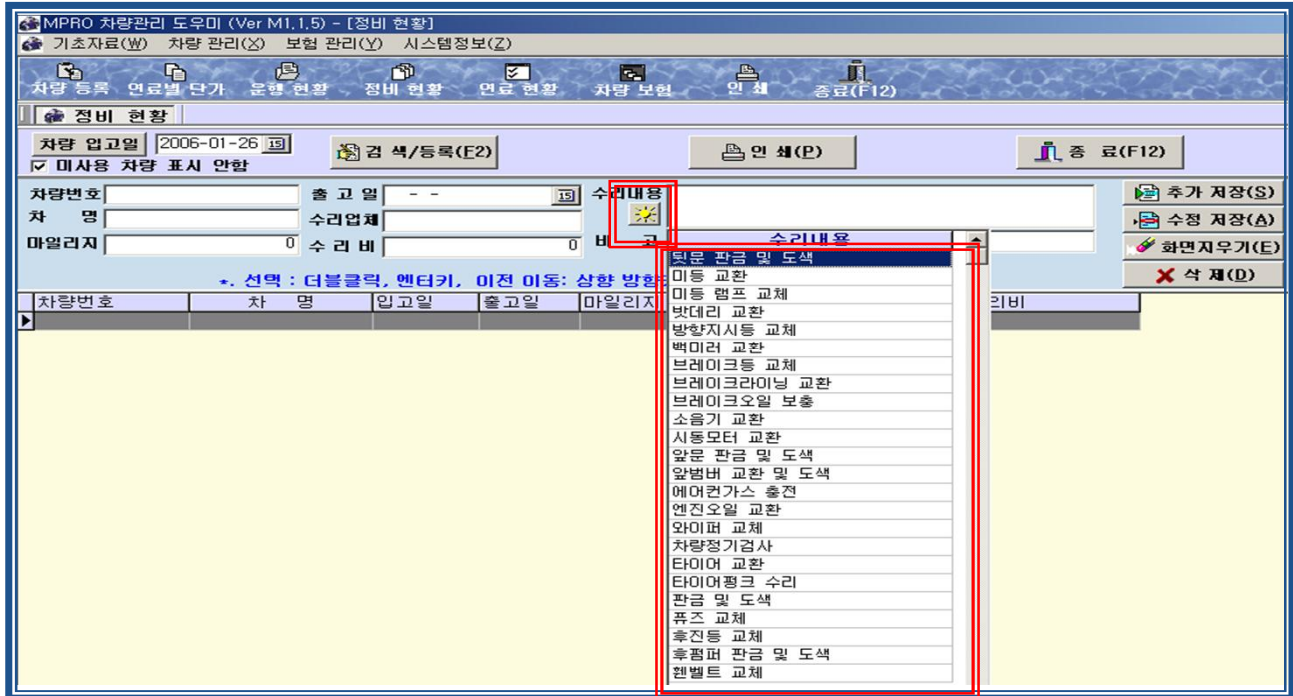 MPRO 차량관리 도우미 (Ver M1,1,5) - [정비 현황]
기초자료(W) 차량 관리(X) 보험 관리(Y) 시스템정보(Z)
차량 등록 연료별 단가 운행 현황 정비 현황 연료 현황 차량 보험 인 쇄 종료(F12)
정비 현황
차량 입고일 2006-01-26 15 검 색/등록(F2) 인 쇄(P) 종 료(F12)
미사용 차량 표시 안함
차량번호 출 고 일 - - 15 수리내용 추가 저장(S)
차 명 수리업체 수정 저장(A)
마일리지 0 수 리 비 0 비 고 수리내용 화면지우기(E)
*. 선택 : 더블클릭, 엔터키, 이전 이동: 상향 방향 삭 제(D)
차량번호 차 명 입고일 출고일 마일리지 리비
뒷문 판금 및 도색
미등 교환
미등 램프 교체
밧데리 교환
방향지시등 교체
백미러 교환
브레이크등 교체
브레이크라이닝 교환
브레이크오일 보충
소음기 교환
시동모터 교환
앞문 판금 및 도색
앞범버 교환 및 도색
에어컨가스 충전
엔진오일 교환
와이퍼 교체
차량정기검사
타이어 교환
타이어펑크 수리
판금 및 도색
퓨즈 교체
후진등 교체
후펌퍼 판금 및 도색
휀벨트 교체